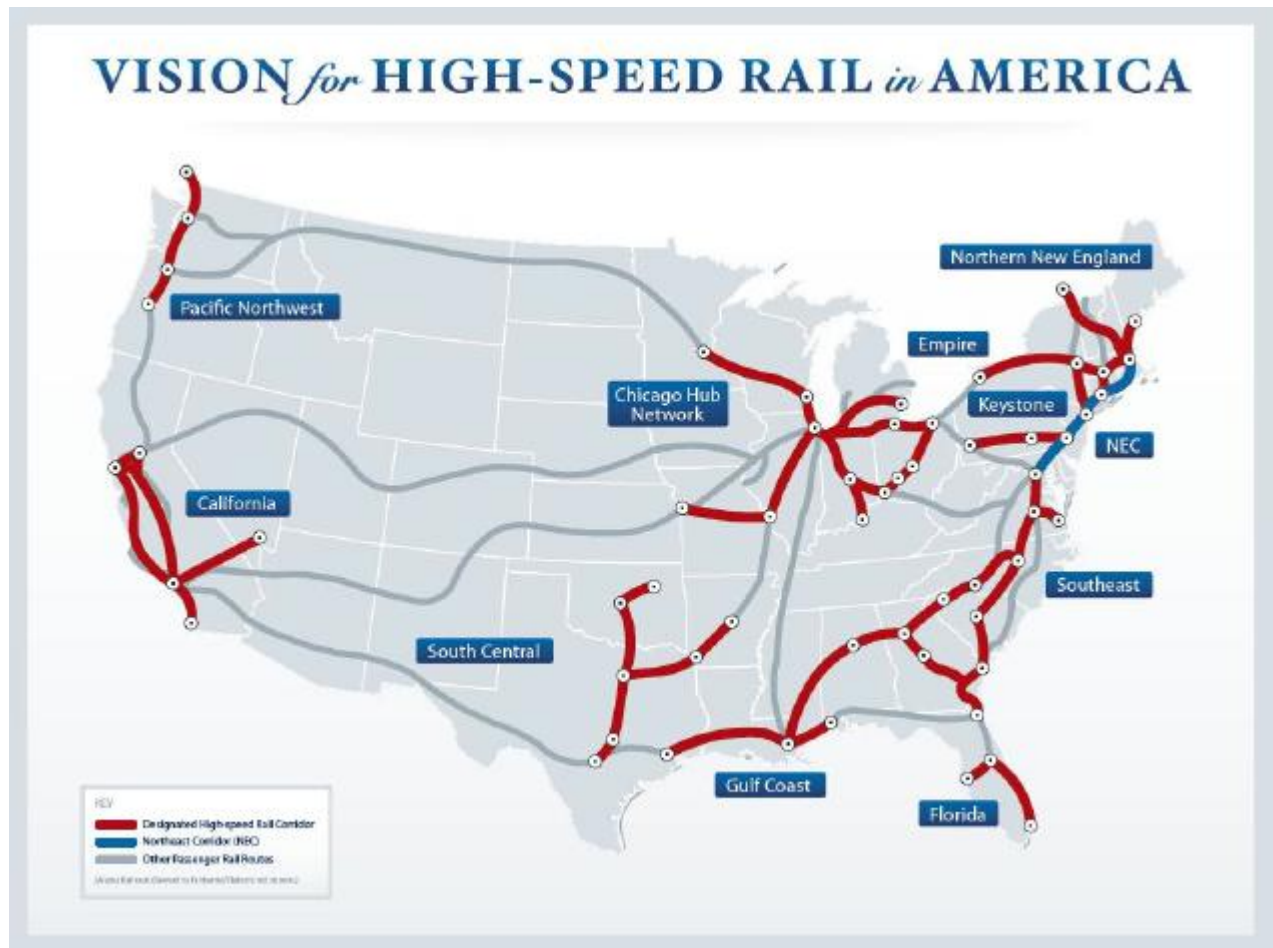 VISION for HIGH-SPEED RAIL in AMERICA
Northern New England
Pacific Northwest
Empire
Chicago Hub
Network
Keystone
NEC
California
Southeast
South Central
Gulf Coast
Florida
KEY
Designated High-speed Rail Corridor
Northeast Corridor (NEC)
Other Passenger Rail Routes